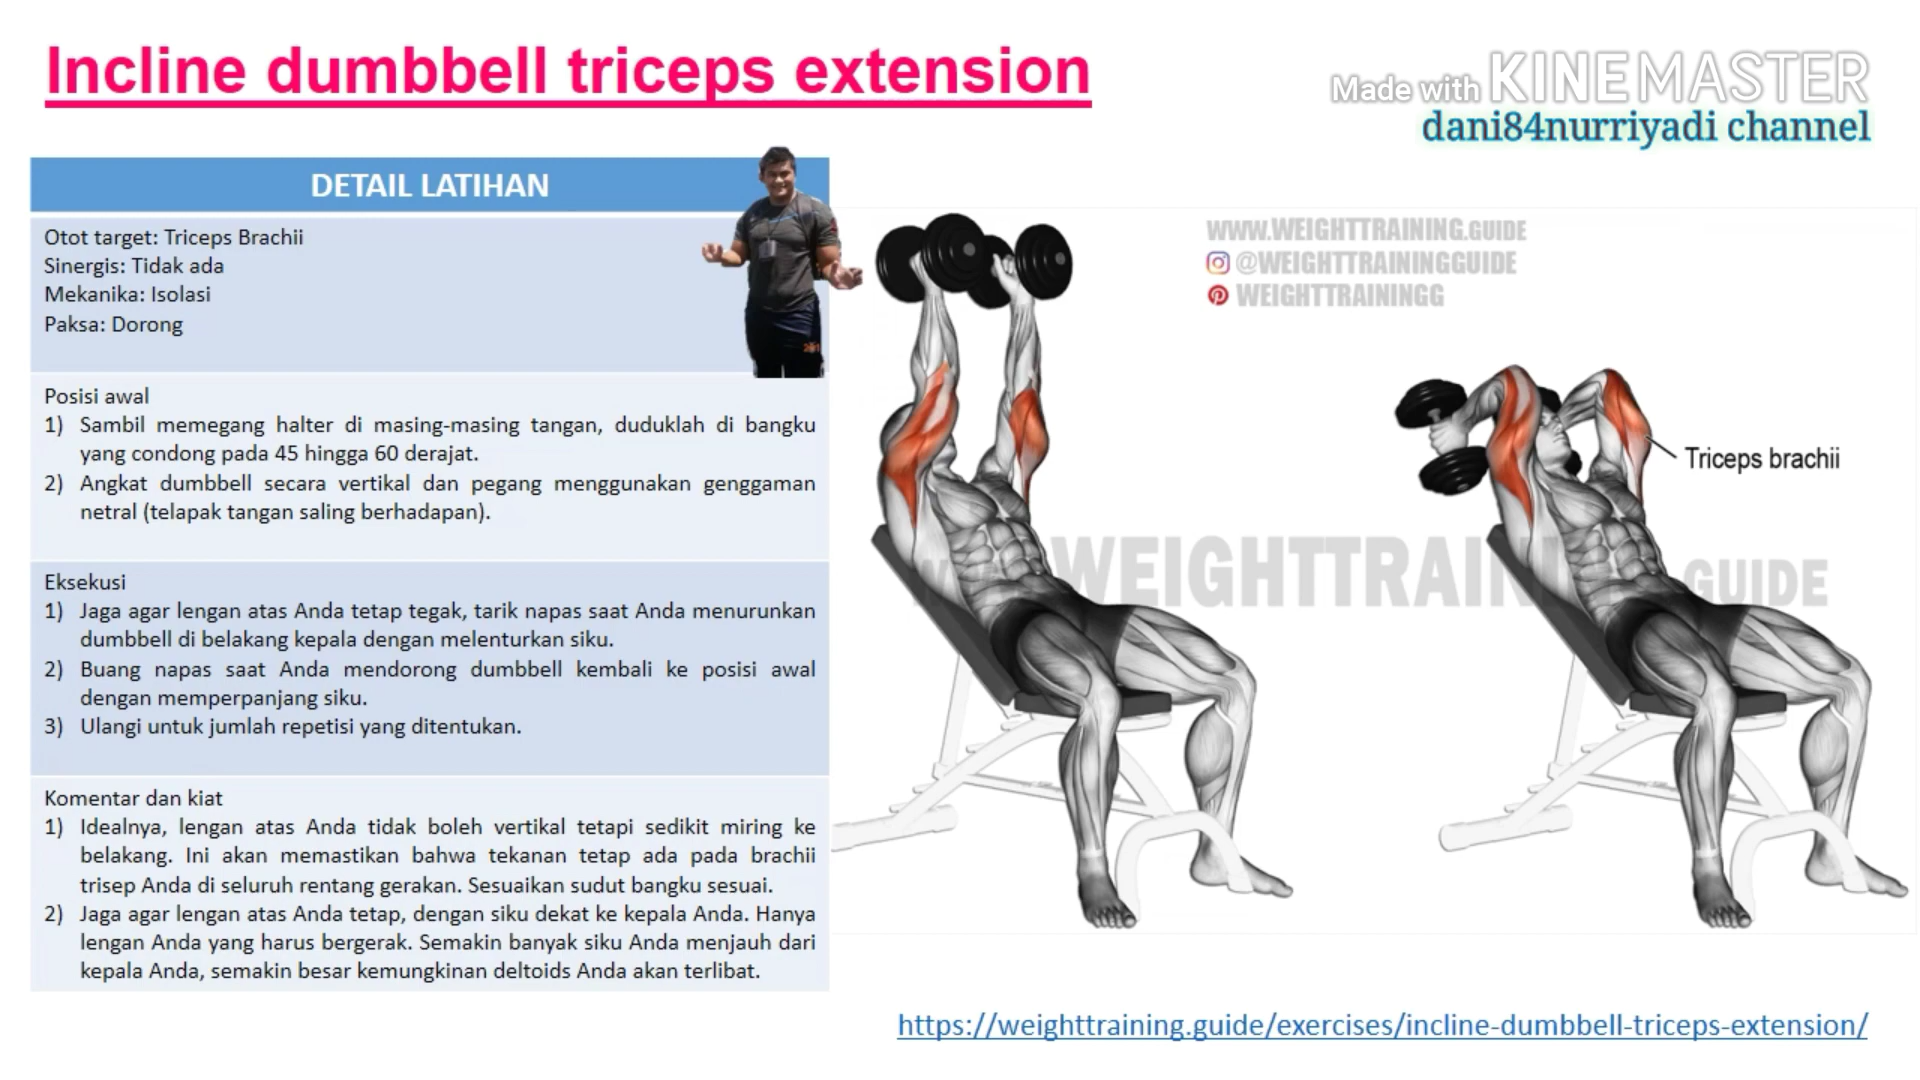 Incline dumbbell triceps extension
Made with KINEMASTER
dani84nurriyadi channel
DETAIL LATIHAN
Otot target: Triceps Brachii
Sinergis: Tidak ada
Mekanika: Isolasi
Paksa: Dorong
Posisi awal
1) Sambil memegang halter di masing-masing tangan, duduklah di bangku
yang condong pada 45 hingga 60 derajat.
2) Angkat dumbbell secara vertikal dan pegang menggunakan genggaman
netral (telapak tangan saling berhadapan).
Eksekusi
1) Jaga agar lengan atas Anda tetap tegak, tarik napas saat Anda menurunkan
dumbbell di belakang kepala dengan melenturkan siku.
2) Buang napas saat Anda mendorong dumbbell kembali ke posisi awal
dengan memperpanjang siku.
3) Ulangi untuk jumlah repetisi yang ditentukan.
Komentar dan kiat
1) Idealnya, lengan atas Anda tidak boleh vertikal tetapi sedikit miring ke
belakang. Ini akan memastikan bahwa tekanan tetap ada pada brachii
trisep Anda di seluruh rentang gerakan. Sesuaikan sudut bangku sesuai.
2) Jaga agar lengan atas Anda tetap, dengan siku dekat ke kepala Anda. Hanya
lengan Anda yang harus bergerak. Semakin banyak siku Anda menjauh dari
kepala Anda, semakin besar kemungkinan deltoids Anda akan terlibat.
WWW.WEIGHTTRAINING.GUIDE
@WEIGHTTRAININGGUIDE
WEIGHTTRAININGG
Triceps brachii
GUIDE
https://weighttraining.guide/exercises/incline-dumbbell-triceps-extension/